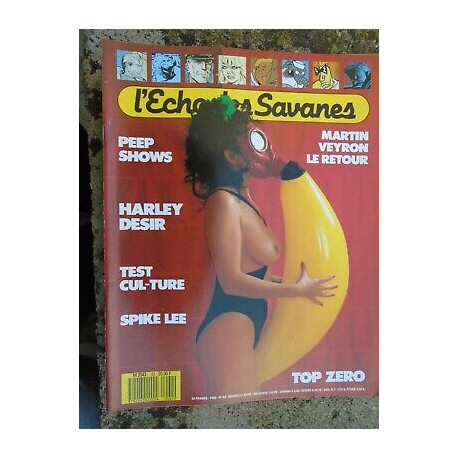 l'Echo des Savanes
PEEP
SHOWS
MARTIN
VEYRON
LE RETOUR
HARLEY
DESIR
TEST
CUL-TURE
SPIKE LEE
TOP ZERO